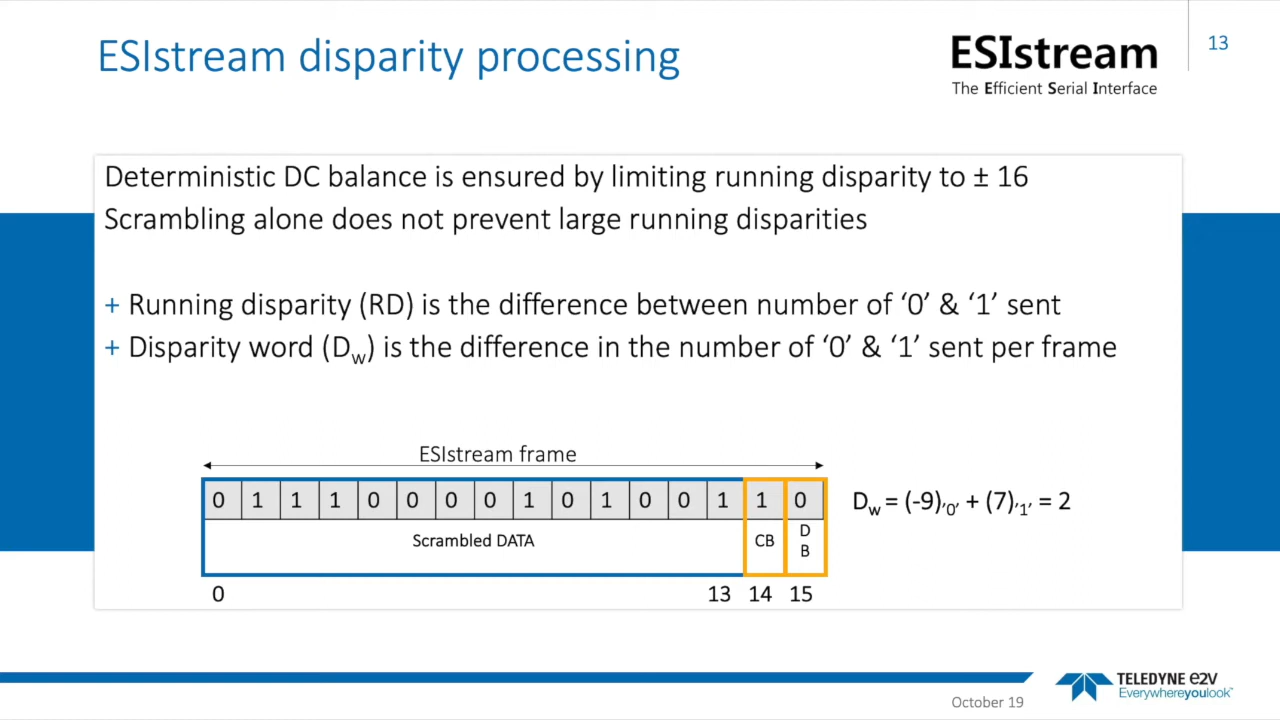 ESIstream disparity processing
ESIstream
The Efficient Serial Interface
13
Deterministic DC balance is ensured by limiting running disparity to ± 16
Scrambling alone does not prevent large running disparities
+ Running disparity (RD) is the difference between number of ‘0’ & ‘1’ sent
+ Disparity word (Dw) is the difference in the number of ‘0’ & ‘1’ sent per frame
ESIstream frame
0 1 1 1 0 0 0 0 1 0 1 0 0 1 1 0
Dw = (-9)‚0’ + (7)‚1’ = 2
Scrambled DATA CB D
B
0 13 14 15
October 19
TELEDYNE e2v
Everywhereyoulook™